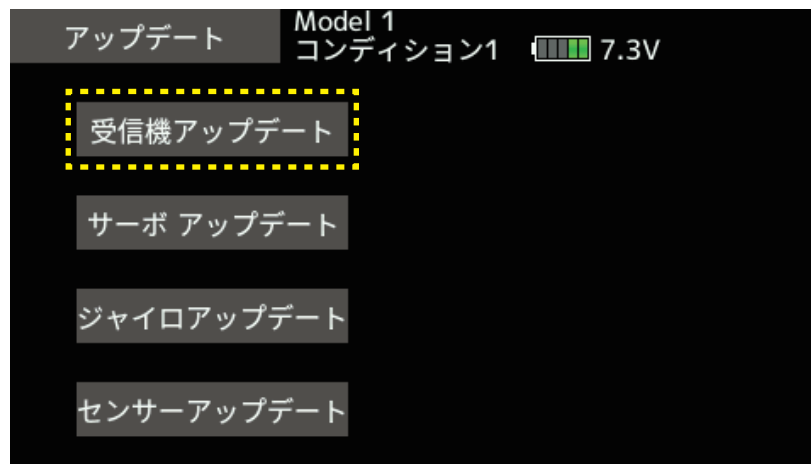 アップデート
Model 1
コンディション1 7.3V
受信機アップデート
サーボ アップデート
ジャイロアップデート
センサーアップデート